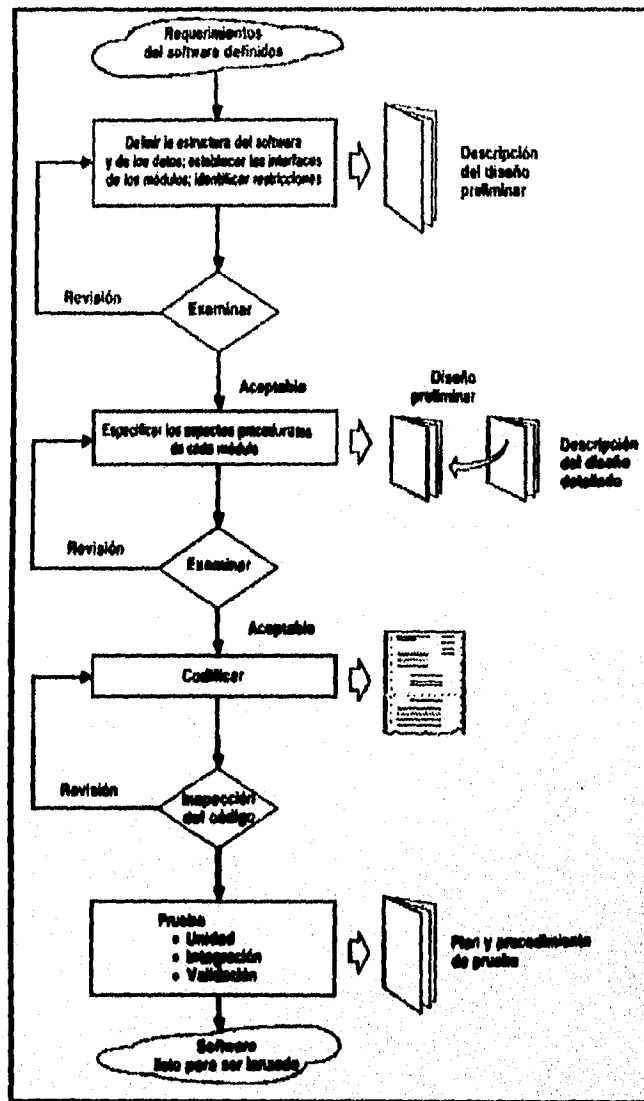 Requerimientos
del software definidos
Definir la estructura del software
y de los datos; establecer las interfaces
de los módulos; identificar restricciones
Descripción
del diseño
preliminar
Revisión
Examinar
Aceptable
Diseño
preliminar
Especificar los aspectos procedurales
de cada módulo
Descripción
del diseño
detallado
Revisión
Examinar
Aceptable
Codificar
Revisión
Inspección
del código
Prueba
• Unidad
• Integración
• Validación
Plan y procedimiento
de prueba
Software
listo para ser lanzado